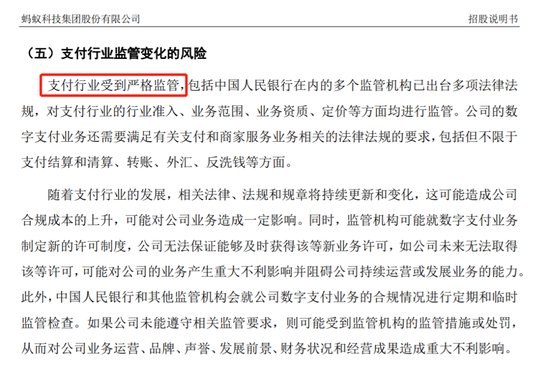 蚂蚁科技集团股份有限公司 招股说明书
（五）支付行业监管变化的风险
支付行业受到严格监管，包括中国人民银行在内的多个监管机构已出台多项法律法
规，对支付行业的行业准入、业务范围、业务资质、定价等方面均进行监管。公司的数
字支付业务还需要满足有关支付和商家服务业务相关的法律法规的要求，包括但不限于
支付结算和清算、转账、外汇、反洗钱等方面。
随着支付行业的发展，相关法律、法规和规章将持续更新和变化，这可能造成公司
合规成本的上升，可能对公司业务造成一定影响。同时，监管机构可能就数字支付业务
制定新的许可制度，公司无法保证能够及时获得该等新业务许可，如公司未来无法取得
该等许可，可能对公司的业务产生重大不利影响并阻碍公司持续运营或发展业务的能力。
此外，中国人民银行和其他监管机构会就公司数字支付业务的合规情况进行定期和临时
监管检查。如果公司未能遵守相关监管要求，则可能受到监管机构的监管措施或处罚，
从而对公司业务运营、品牌、声誉、发展前景、财务状况和经营成果造成重大不利影响。